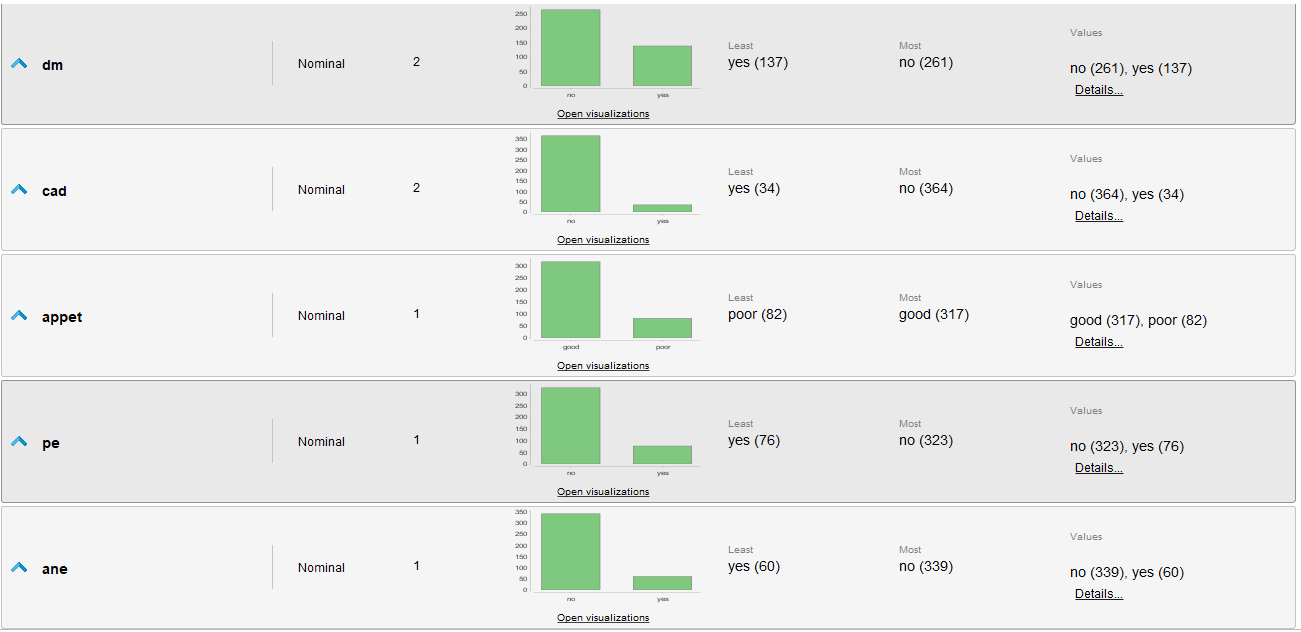 dm
Nominal
2
250
200
150
100
50
0
no yes
Open visualizations
Least
yes (137)
Most
no (261)
Values
no (261), yes (137)
Details...
cad
Nominal
2
350
300
250
200
150
100
50
0
no yes
Open visualizations
Least
yes (34)
Most
no (364)
Values
no (364), yes (34)
Details...
appet
Nominal
1
300
250
200
150
100
50
0
good poor
Open visualizations
Least
poor (82)
Most
good (317)
Values
good (317), poor (82)
Details...
pe
Nominal
1
300
250
200
150
100
50
0
no yes
Open visualizations
Least
yes (76)
Most
no (323)
Values
no (323), yes (76)
Details...
ane
Nominal
1
350
300
250
200
150
100
50
0
no yes
Open visualizations
Least
yes (60)
Most
no (339)
Values
no (339), yes (60)
Details...